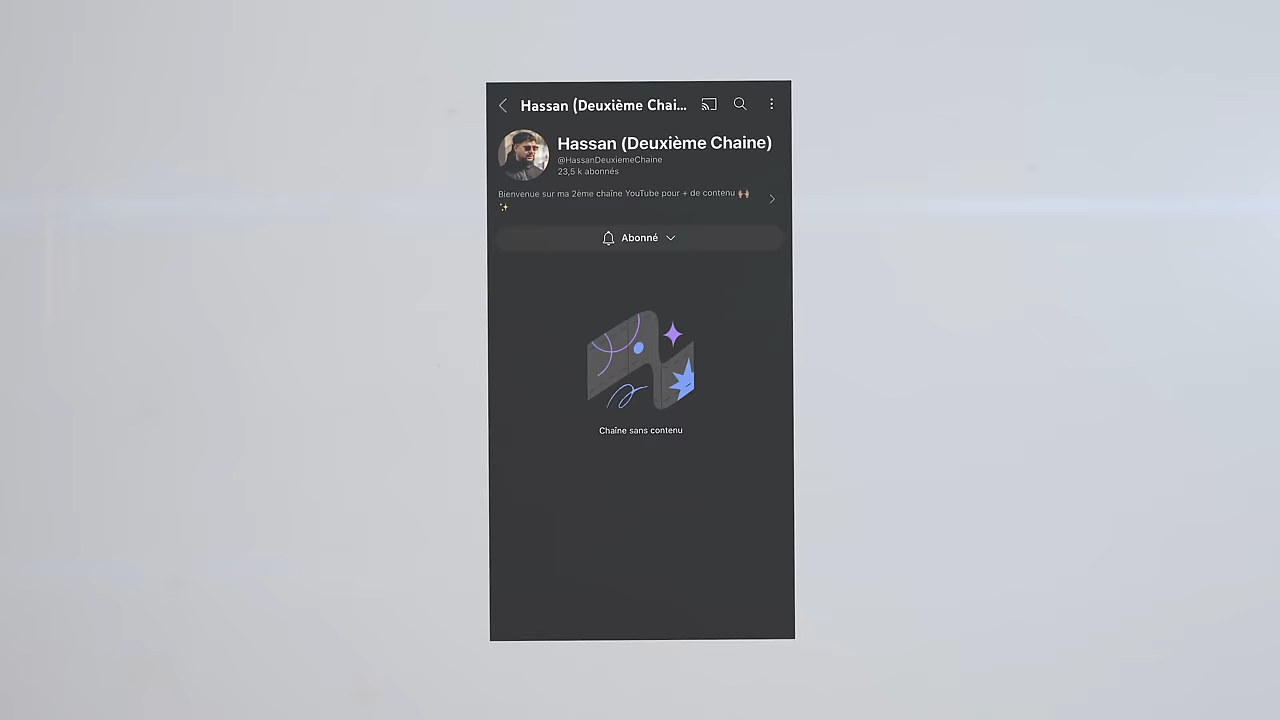 Hassan (Deuxième Chai...
Hassan (Deuxième Chaine)
@HassanDeuxiemeChaine
23,5 k abonnés
Bienvenue sur ma 2ème chaîne YouTube pour + de contenu 🙌🏽
✨
Abonné
Chaîne sans contenu